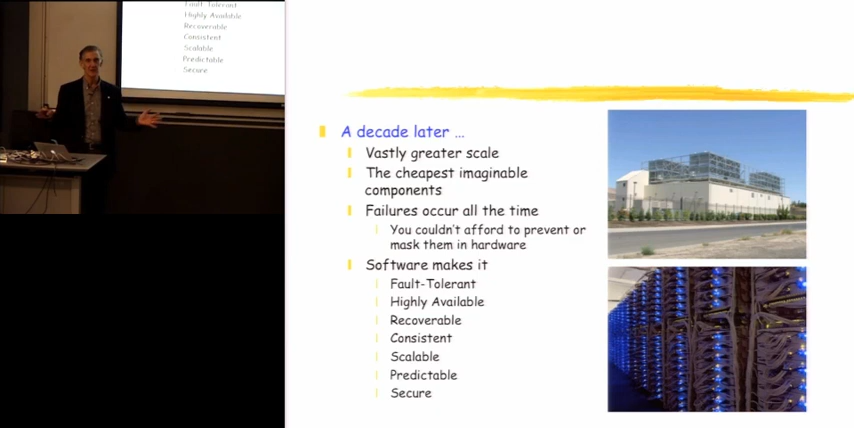 Fault-Tolerant
Highly Available
Recoverable
Consistent
Scalable
Predictable
Secure
A decade later …
Vastly greater scale
The cheapest imaginable
components
Failures occur all the time
You couldn't afford to prevent or
mask them in hardware
Software makes it
Fault-Tolerant
Highly Available
Recoverable
Consistent
Scalable
Predictable
Secure